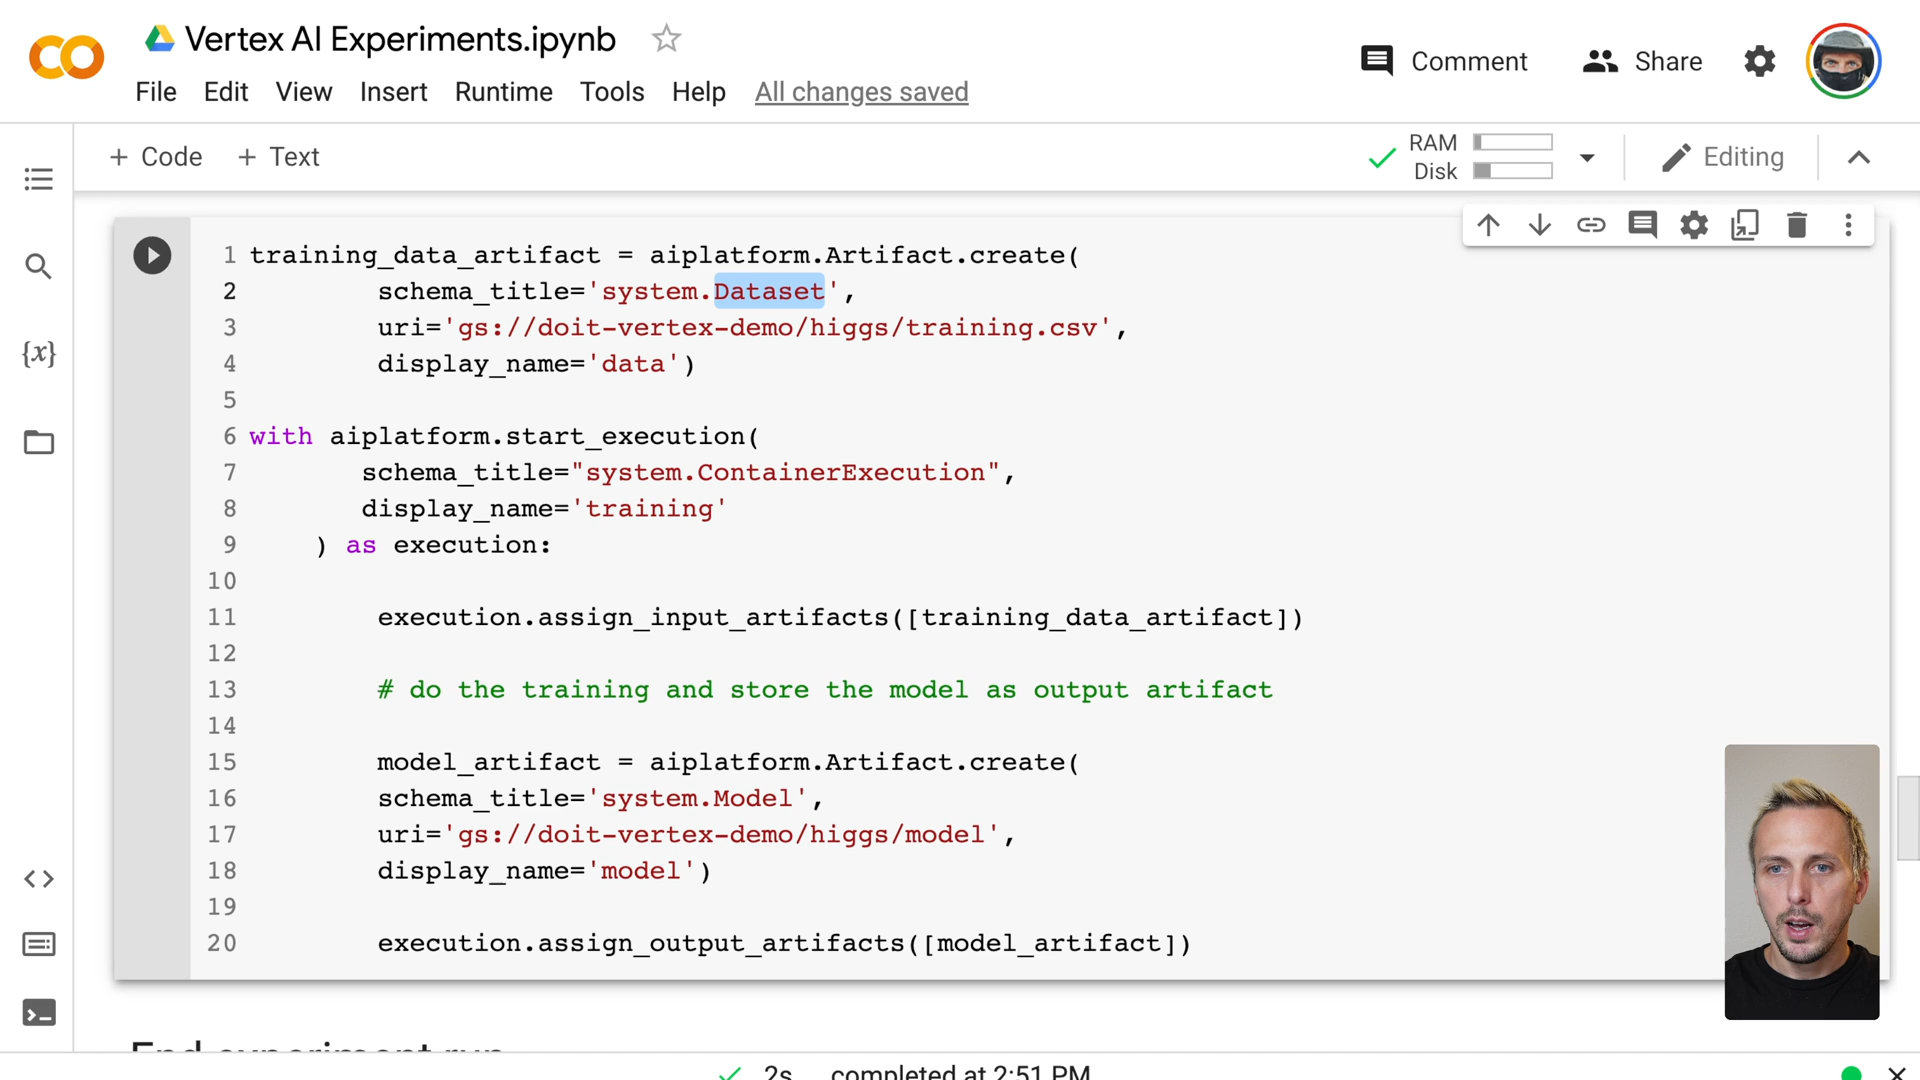 Vertex AI Experiments.ipynb
Comment
Share
File Edit View Insert Runtime Tools Help All changes saved
+ Code + Text
RAM
Disk
Editing
1 training_data_artifact = aiplatform.Artifact.create(
2 schema_title='system.Dataset',
3 uri='gs://doit-vertex-demo/higgs/training.csv',
4 display_name='data')
5
6 with aiplatform.start_execution(
7 schema_title="system.ContainerExecution",
8 display_name='training'
9 ) as execution:
10
11 execution.assign_input_artifacts([training_data_artifact])
12
13 # do the training and store the model as output artifact
14
15 model_artifact = aiplatform.Artifact.create(
16 schema_title='system.Model',
17 uri='gs://doit-vertex-demo/higgs/model',
18 display_name='model')
19
20 execution.assign_output_artifacts([model_artifact])
End experiment run
2s completed at 2:51 PM